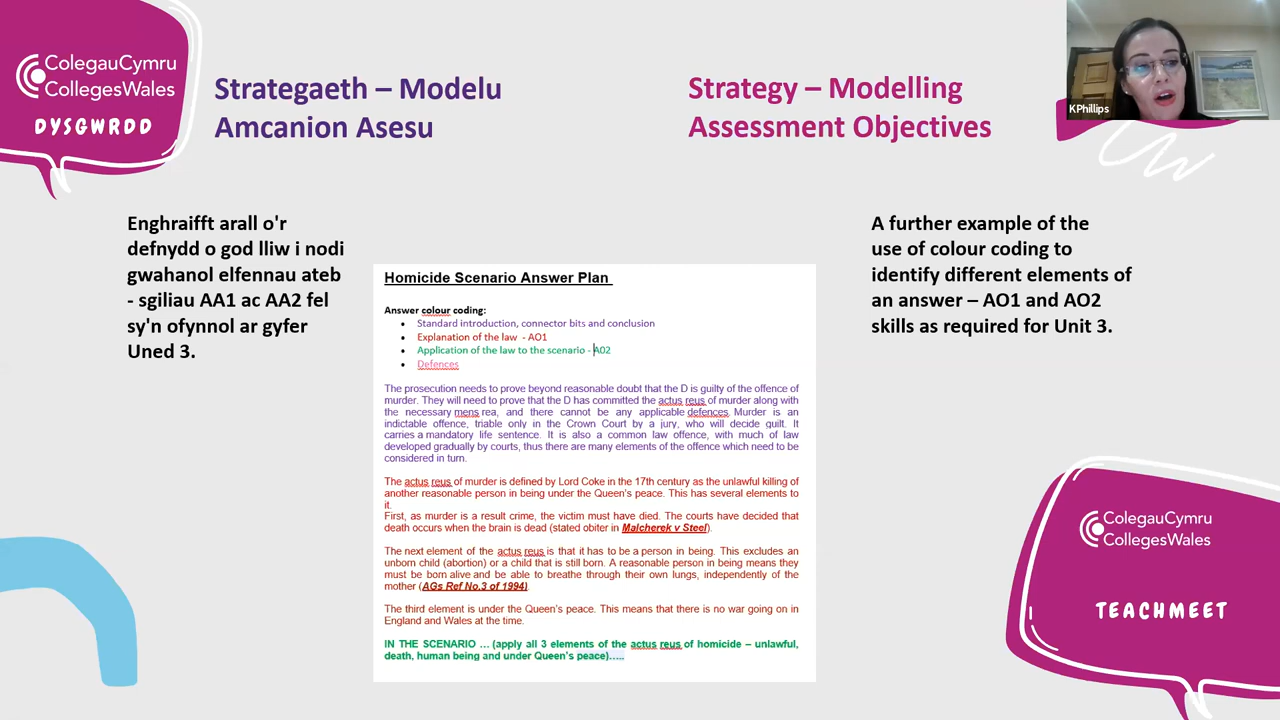 ColegauCymru
CollegesWales
DYSGWRDD
Strategaeth – Modelu
Amcanion Asesu
Strategy – Modelling
Assessment Objectives
KPhillips
Enghraifft arall o'r
defnydd o god lliw i nodi
gwahanol elfennau ateb
- sgiliau AA1 ac AA2 fel
sy'n ofynnol ar gyfer
Uned 3.
Homicide Scenario Answer Plan
Answer colour coding:
• Standard introduction, connector bits and conclusion
• Explanation of the law - AO1
• Application of the law to the scenario - A02
• Defences
The prosecution needs to prove beyond reasonable doubt that the D is guilty of the offence of
murder. They will need to prove that the D has committed the actus reus of murder along with
the necessary mens rea, and there cannot be any applicable defences. Murder is an
indictable offence, triable only in the Crown Court by a jury, who will decide guilt. It
carries a mandatory life sentence. It is also a common law offence, with much of law
developed gradually by courts, thus there are many elements of the offence which need to be
considered in turn.
The actus reus of murder is defined by Lord Coke in the 17th century as the unlawful killing of
another reasonable person in being under the Queen's peace. This has several elements to
it.
First, as murder is a result crime, the victim must have died. The courts have decided that
death occurs when the brain is dead (stated obiter in Malcherek v Steel).
The next element of the actus reus is that it has to be a person in being. This excludes an
unborn child (abortion) or a child that is still born. A reasonable person in being means they
must be born alive and be able to breathe through their own lungs, independently of the
mother (AGs Ref No.3 of 1994)
The third element is under the Queen's peace. This means that there is no war going on in
England and Wales at the time.
IN THE SCENARIO … (apply all 3 elements of the actus reus of homicide – unlawful,
death, human being and under Queen's peace)…..
A further example of the
use of colour coding to
identify different elements of
an answer – AO1 and AO2
skills as required for Unit 3.
ColegauCymru
CollegesWales
TEACHMEET